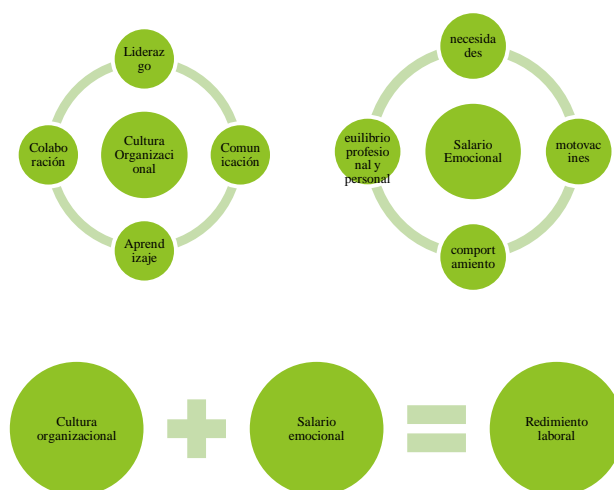 Lideraz
go
Colabo
ración
Cultura
Organizaci
onal
Comun
icación
Aprend
izaje
necesida
des
euilibrio
profesio
nal y
personal
Salario
Emocional
motovac
ines
comport
amiento
Cultura
organizacional
Salario
emocional
Redimiento
laboral